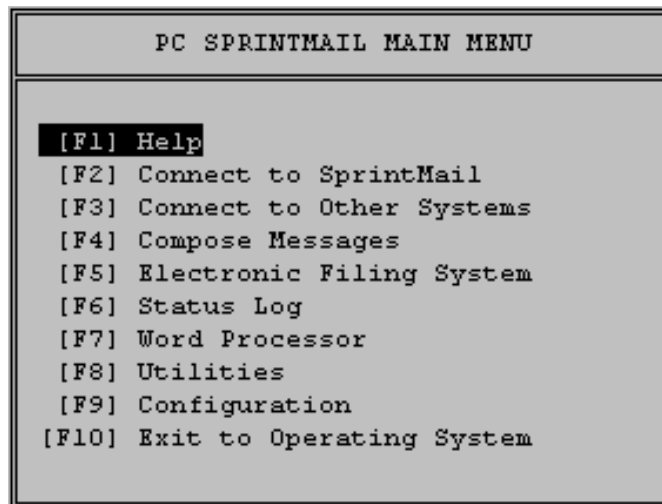 PC SPRINTMAIL MAIN MENU
[F1] Help
[F2] Connect to SprintMail
[F3] Connect to Other Systems
[F4] Compose Messages
[F5] Electronic Filing System
[F6] Status Log
[F7] Word Processor
[F8] Utilities
[F9] Configuration
[F10] Exit to Operating System